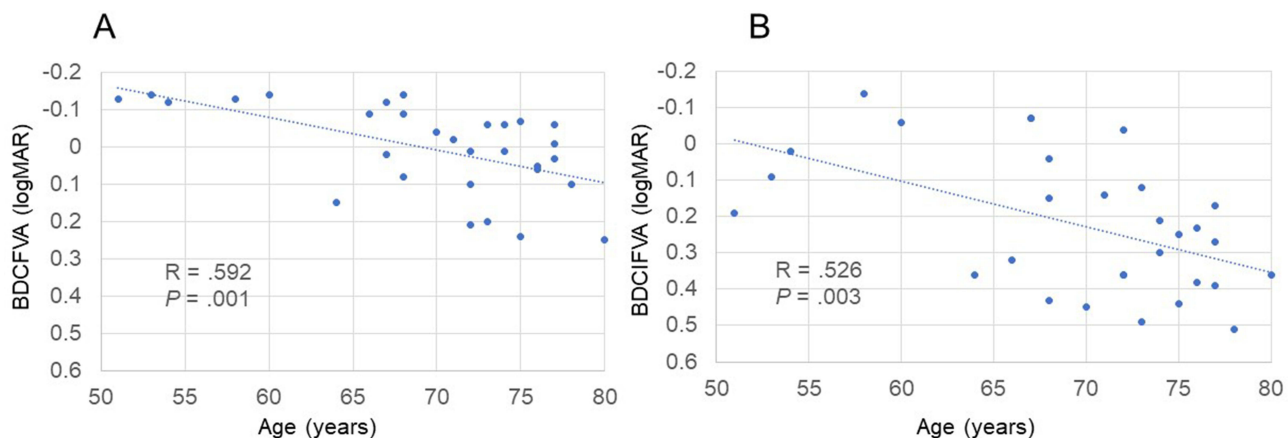 A
-0.2
-0.1
0
0.1
0.2
0.3
0.4
0.5
0.6
BDCFVA (logMAR)
R = .592
P = .001
50 55 60 65 70 75 80
Age (years)
B
-0.2
-0.1
0
0.1
0.2
0.3
0.4
0.5
0.6
BDCIFVA (logMAR)
R = .526
P = .003
50 55 60 65 70 75 80
Age (years)